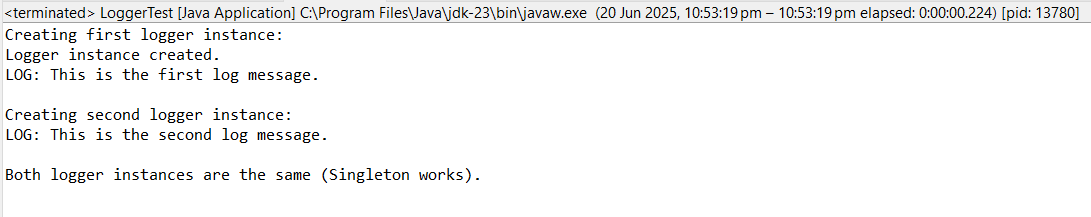 <terminated> LoggerTest [Java Application] C:\Program Files\Java\jdk-23\bin\javaw.exe (20 Jun 2025, 10:53:19 pm – 10:53:19 pm elapsed: 0:00:00.224) [pid: 13780]
Creating first logger instance:
Logger instance created.
LOG: This is the first log message.
Creating second logger instance:
LOG: This is the second log message.
Both logger instances are the same (Singleton works).